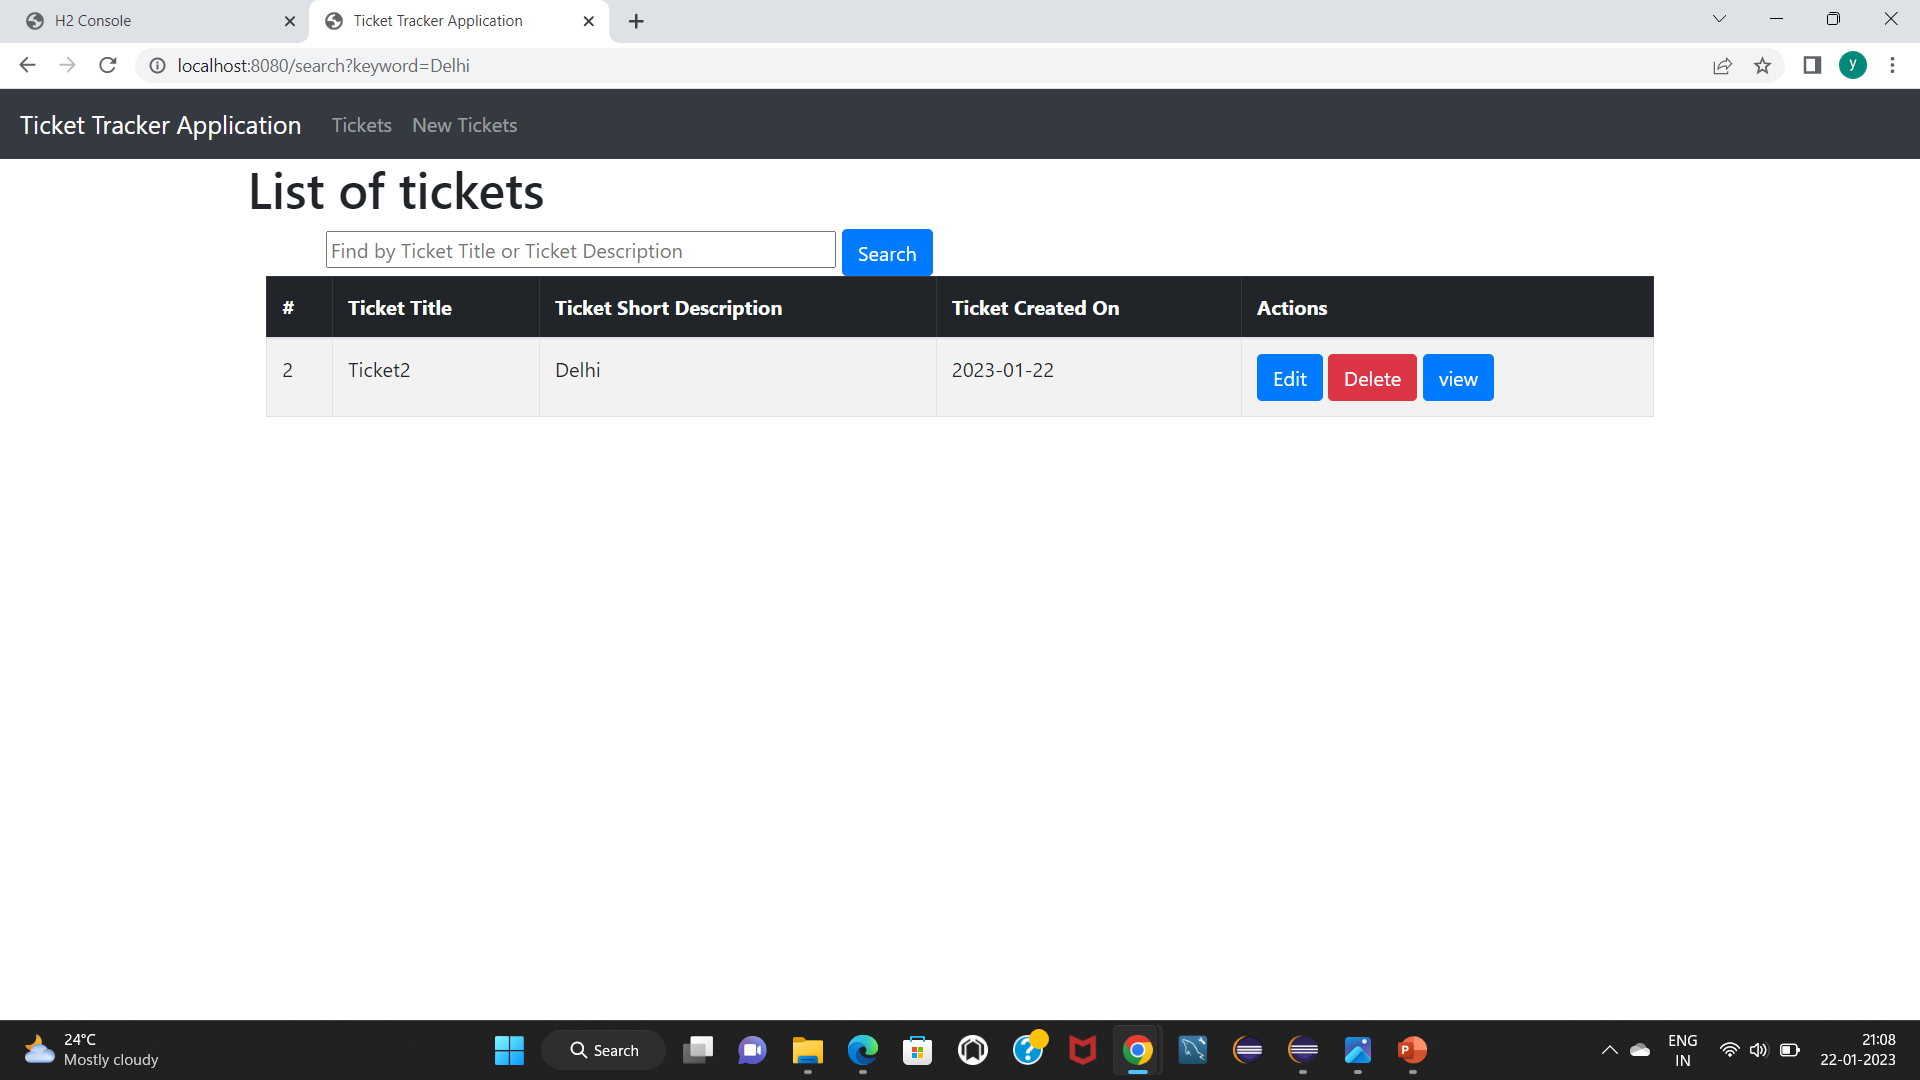 H2 Console
Ticket Tracker Application
localhost:8080/search?keyword=Delhi
y
Ticket Tracker Application Tickets New Tickets
List of tickets
Find by Ticket Title or Ticket Description Search
# Ticket Title Ticket Short Description Ticket Created On Actions
2 Ticket2 Delhi 2023-01-22 Edit Delete view
24°C
Mostly cloudy
Search
P
ENG
IN
21:08
22-01-2023